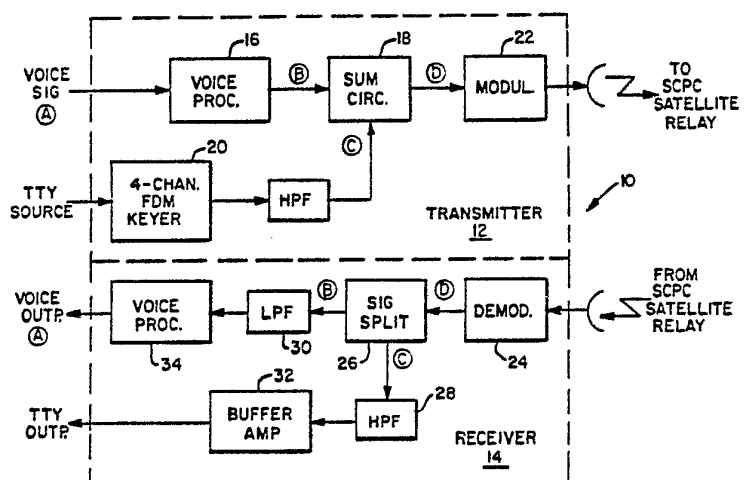 16
18
22
VOICE
SIG
Ⓐ
VOICE
PROC.
Ⓑ
SUM
CIRC.
Ⓓ
MODUL.
TO
SCPC
SATELLITE
RELAY
Ⓒ
20
TTY
SOURCE
4-CHAN.
FDM
KEYER
HPF
TRANSMITTER
12
10
VOICE
OUTP.
Ⓐ
VOICE
PROC.
34
Ⓑ
LPF
30
SIG
SPLIT
26
Ⓓ
DEMOD.
24
FROM
SCPC
SATELLITE
RELAY
Ⓒ
32
TTY
OUTP.
BUFFER
AMP
HPF
28
RECEIVER
14